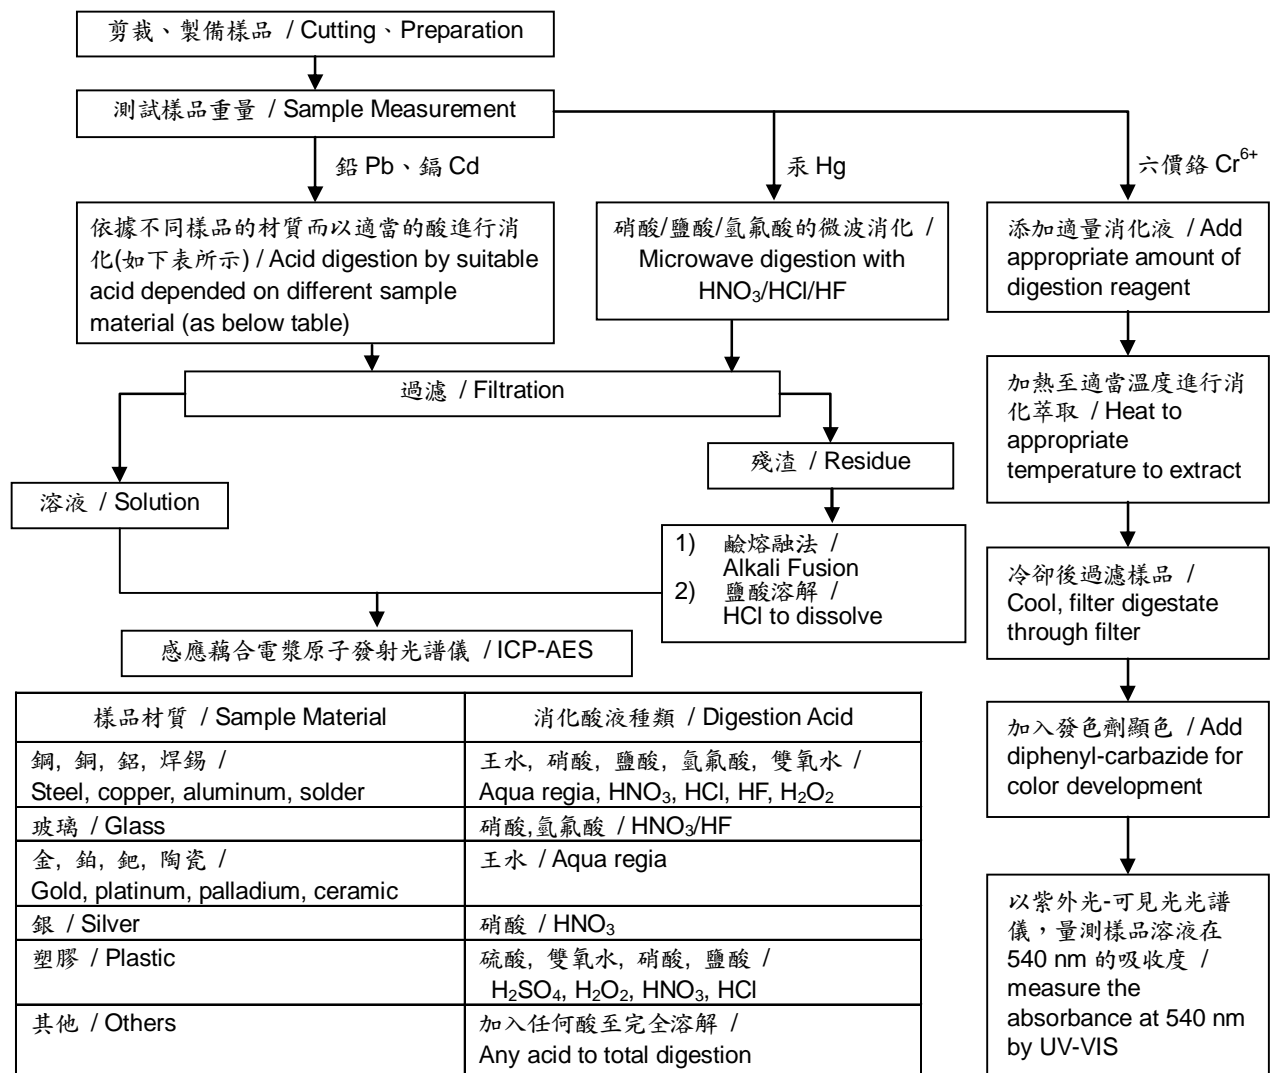 剪裁、製備樣品 / Cutting、Preparation
測試樣品重量 / Sample Measurement
鉛 Pb、鎘 Cd
汞 Hg
六價鉻 Cr⁶⁺
依據不同樣品的材質而以適當的酸進行消
化(如下表所示) / Acid digestion by suitable
acid depended on different sample
material (as below table)
硝酸/鹽酸/氫氟酸的微波消化 /
Microwave digestion with
HNO₃/HCl/HF
添加適量消化液 / Add
appropriate amount of
digestion reagent
過濾 / Filtration
加熱至適當溫度進行消
化萃取 / Heat to
appropriate
temperature to extract
溶液 / Solution
殘渣 / Residue
1) 鹼熔融法 /
Alkali Fusion
2) 鹽酸溶解 /
HCl to dissolve
冷卻後過濾樣品 /
Cool, filter digestate
through filter
感應藕合電漿原子發射光譜儀 / ICP-AES
加入發色劑顯色 / Add
diphenyl-carbazide for
color development
以紫外光-可見光光譜
儀，量測樣品溶液在
540 nm 的吸收度 /
measure the
absorbance at 540 nm
by UV-VIS
樣品材質 / Sample Material
消化酸液種類 / Digestion Acid
鋼, 銅, 鋁, 焊錫 /
Steel, copper, aluminum, solder
王水, 硝酸, 鹽酸, 氫氟酸, 雙氧水 /
Aqua regia, HNO₃, HCl, HF, H₂O₂
玻璃 / Glass
硝酸,氫氟酸 / HNO₃/HF
金, 鉑, 鈀, 陶瓷 /
Gold, platinum, palladium, ceramic
王水 / Aqua regia
銀 / Silver
硝酸 / HNO₃
塑膠 / Plastic
硫酸, 雙氧水, 硝酸, 鹽酸 /
H₂SO₄, H₂O₂, HNO₃, HCl
其他 / Others
加入任何酸至完全溶解 /
Any acid to total digestion